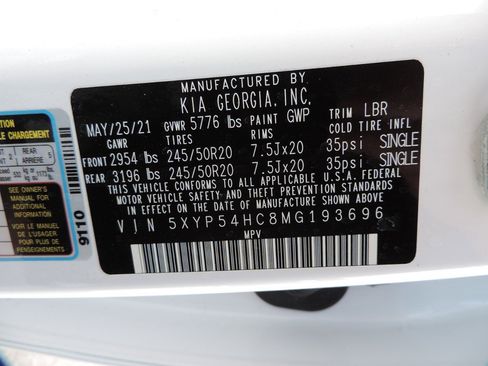 MANUFACTURED BY
KIA GEORGIA, INC,
MAY/25/21 GVWR 5776 lbs PAINT GWP TRIM LBR
GAWR TIRES RIMS COLD TIRE INFL
FRONT 2954 lbs 245/50R20 7.5Jx20 35psi SINGLE
REAR 3196 lbs 245/50R20 7.5Jx20 35psi SINGLE
THIS VEHICLE CONFORMS TO ALL APPLICABLE U.S.A. FEDERAL
MOTOR VEHICLE SAFETY AND THEFT PREVENTION STANDARDS
IN EFFECT ON THE DATE OF MANUFACTURE SHOWN ABOVE.
VIN 5XYP54HC8MG193696
MPV
CHARGEMENT
REAR 5
ARRIÈRE
SEE OWNER'S
MANUAL FOR
ADDITIONAL
INFORMATION
VOIR LE MANUEL
DE L'USAGER
POUR PLUS DE
RENSEIGNEMENTS
9110